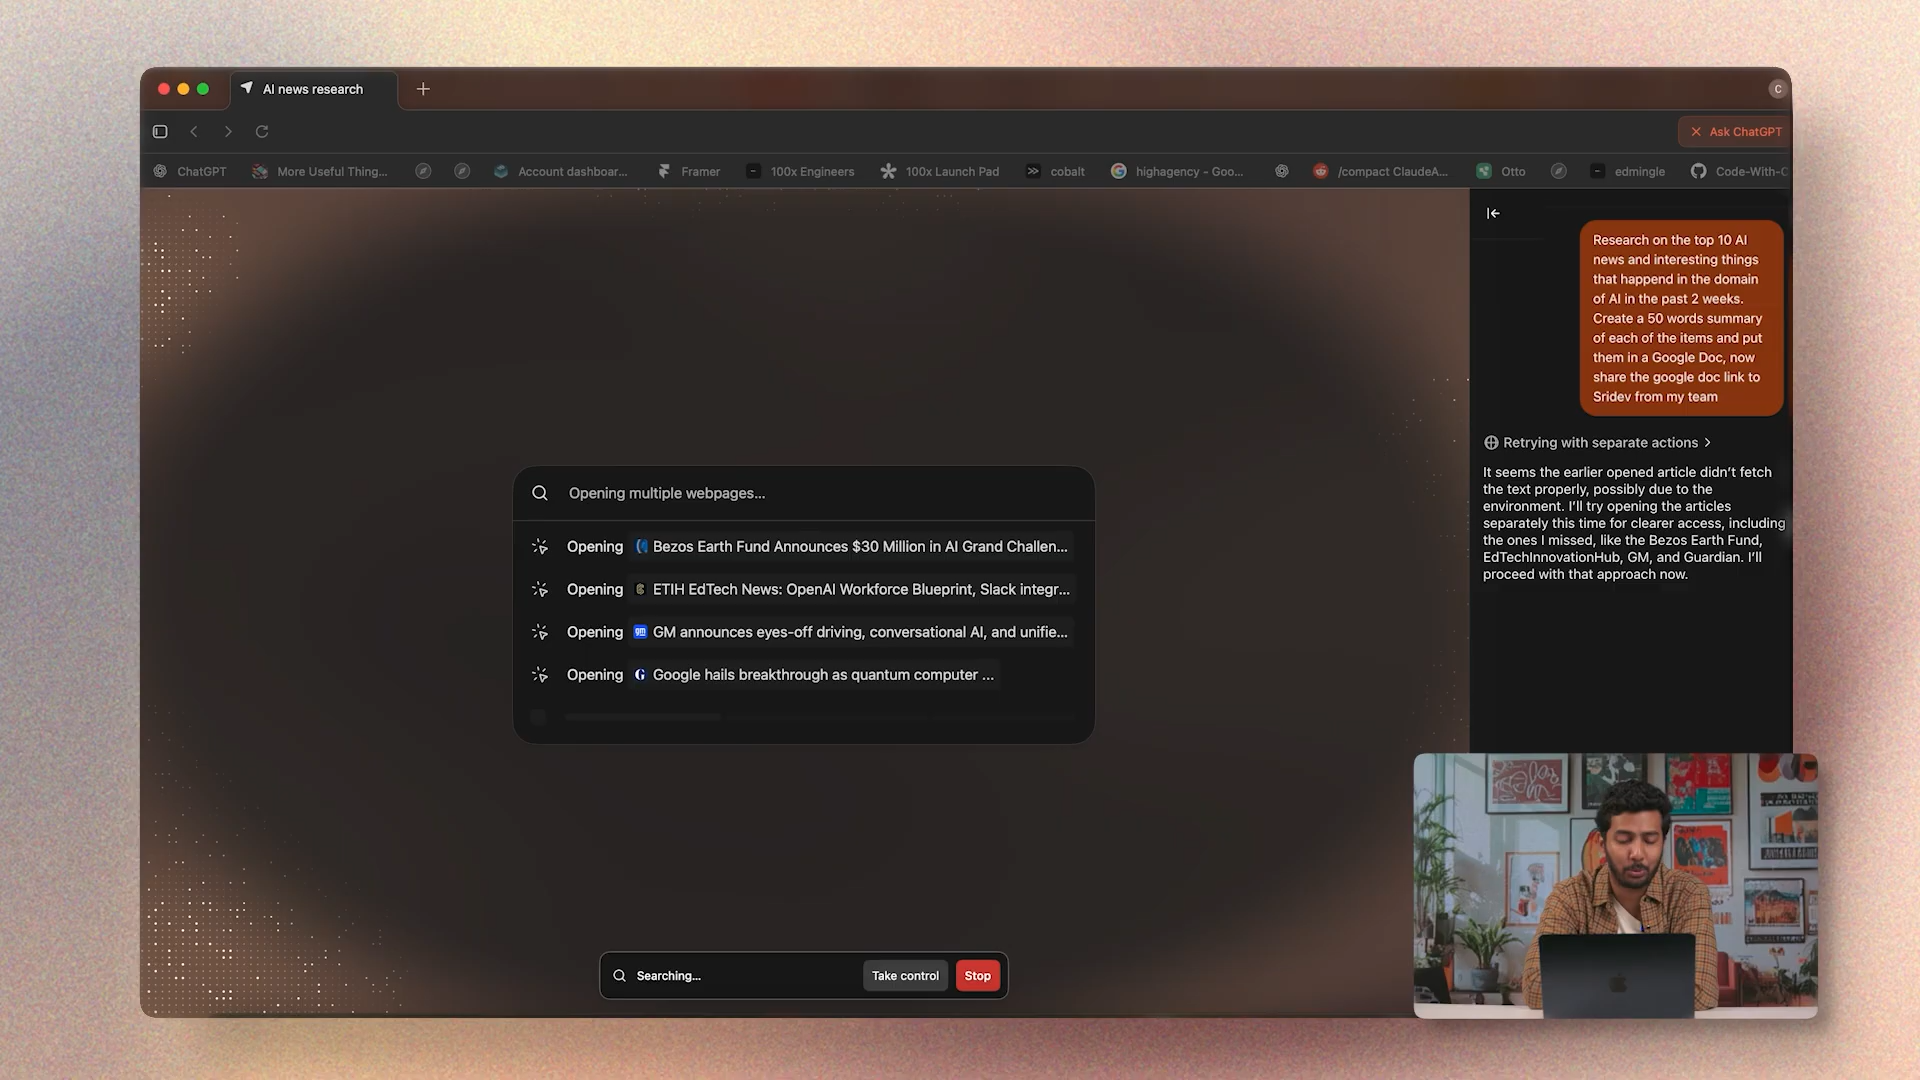 AI news research
C
Ask ChatGPT
ChatGPT
More Useful Thing...
Account dashboar...
Framer
100x Engineers
100x Launch Pad
cobalt
highagency - Goo...
/compact ClaudeA...
Otto
edmingle
Code-With-C
Research on the top 10 AI
news and interesting things
that happend in the domain
of AI in the past 2 weeks.
Create a 50 words summary
of each of the items and put
them in a Google Doc, now
share the google doc link to
Sridev from my team
Retrying with separate actions
It seems the earlier opened article didn't fetch
the text properly, possibly due to the
environment. I'll try opening the articles
separately this time for clearer access, including
the ones I missed, like the Bezos Earth Fund,
EdTechInnovationHub, GM, and Guardian. I'll
proceed with that approach now.
Opening multiple webpages...
Opening Bezos Earth Fund Announces $30 Million in AI Grand Challen...
Opening ETIH EdTech News: OpenAI Workforce Blueprint, Slack integr...
Opening gm GM announces eyes-off driving, conversational AI, and unifie...
Opening G Google hails breakthrough as quantum computer ...
Searching...
Take control
Stop